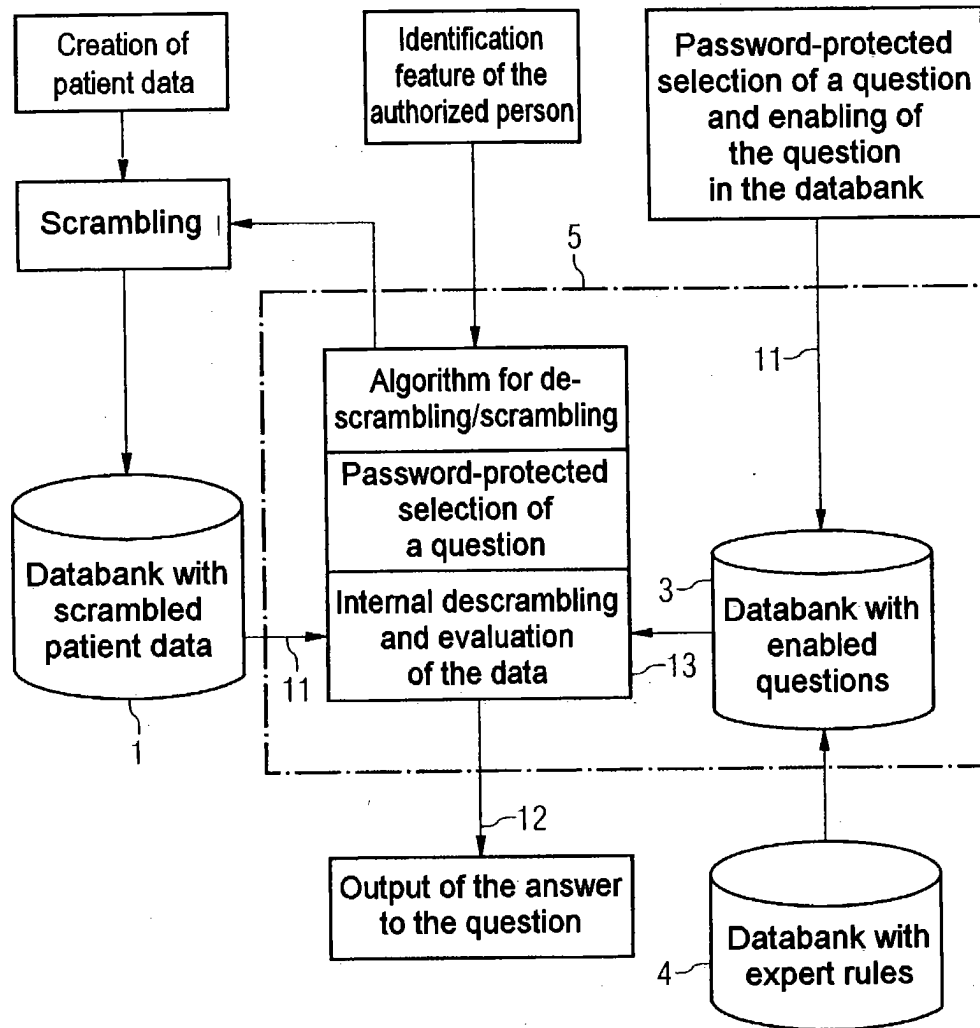 Creation of
patient data
Identification
feature of the
authorized person
Password-protected
selection of a question
and enabling of
the question
in the databank
Scrambling
5
11
Algorithm for de-
scrambling/scrambling
Password-protected
selection of
a question
Internal descrambling
and evaluation
of the data
13
Databank with
scrambled
patient data
11
1
3
Databank with
enabled
questions
12
Output of the answer
to the question
4
Databank with
expert rules